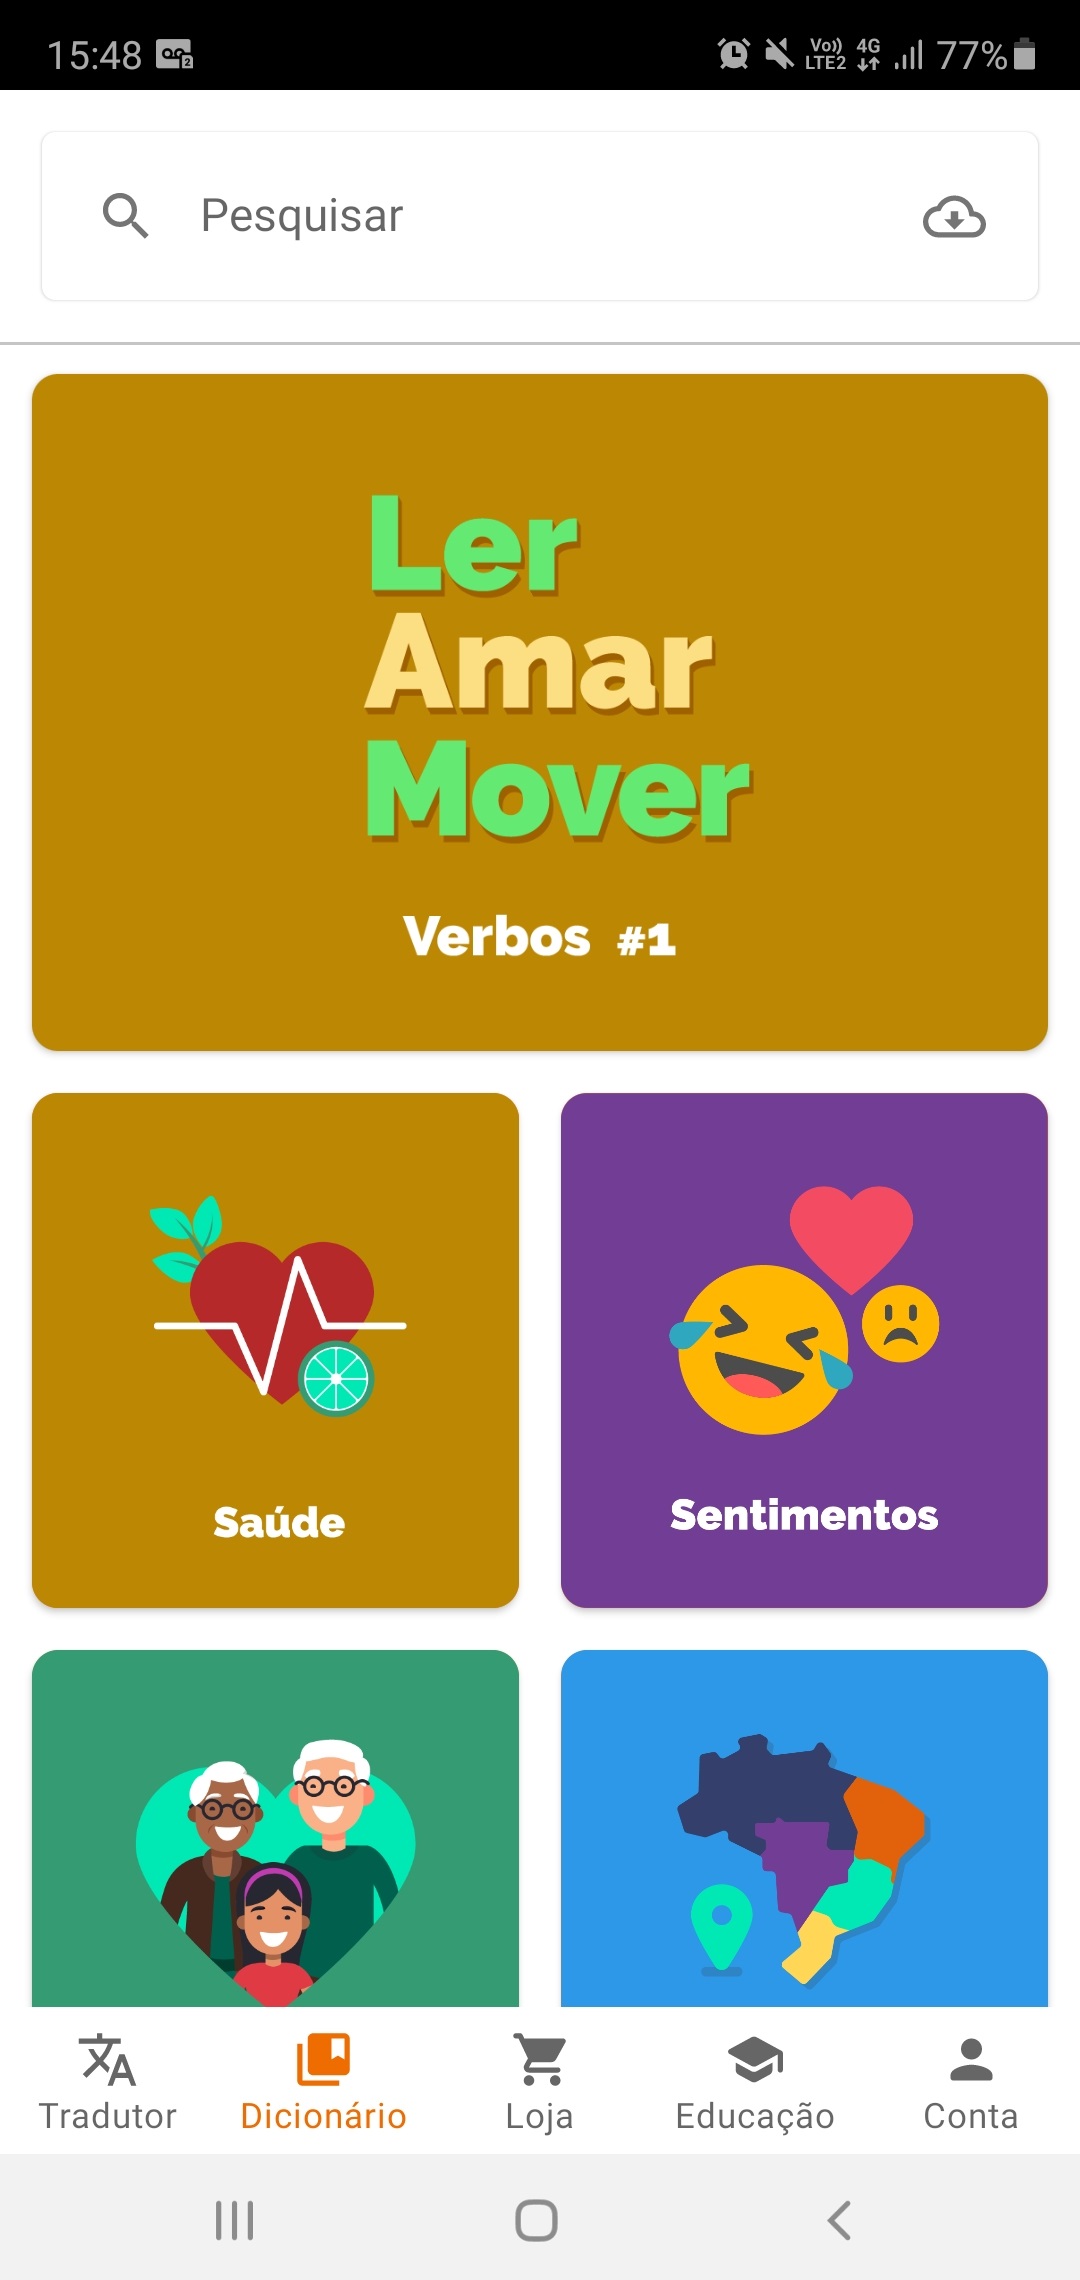 15:48
Vo)) LTE2 4G 77%
Pesquisar
Ler
Amar
Mover
Verbos #1
Saúde
Sentimentos
Tradutor
Dicionário
Loja
Educação
Conta